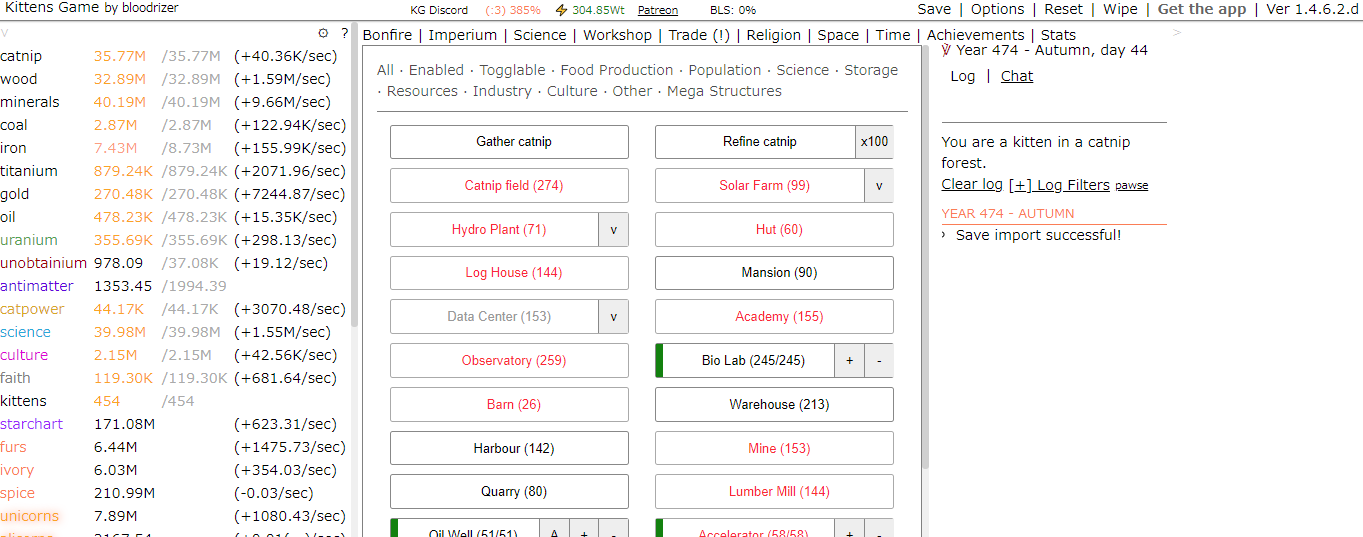 Kittens Game by bloodrizer KG Discord (:3) 385% ⚡ 304.85Wt Patreon BLS: 0% Save | Options | Reset | Wipe | Get the app | Ver 1.4.6.2.d
v ⚙ ? Bonfire | Imperium | Science | Workshop | Trade (!) | Religion | Space | Time | Achievements | Stats >
catnip 35.77M /35.77M (+40.36K/sec)
wood 32.89M /32.89M (+1.59M/sec)
minerals 40.19M /40.19M (+9.66M/sec)
coal 2.87M /2.87M (+122.94K/sec)
iron 7.43M /8.73M (+155.99K/sec)
titanium 879.24K /879.24K (+2071.96/sec)
gold 270.48K /270.48K (+7244.87/sec)
oil 478.23K /478.23K (+15.35K/sec)
uranium 355.69K /355.69K (+298.13/sec)
unobtainium 978.09 /37.08K (+19.12/sec)
antimatter 1353.45 /1994.39
catpower 44.17K /44.17K (+3070.48/sec)
science 39.98M /39.98M (+1.55M/sec)
culture 2.15M /2.15M (+42.56K/sec)
faith 119.30K /119.30K (+681.64/sec)
kittens 454 /454
starchart 171.08M (+623.31/sec)
furs 6.44M (+1475.73/sec)
ivory 6.03M (+354.03/sec)
spice 210.99M (-0.03/sec)
unicorns 7.89M (+1080.43/sec)
All · Enabled · Togglable · Food Production · Population · Science · Storage
· Resources · Industry · Culture · Other · Mega Structures
Gather catnip
Refine catnip x100
Catnip field (274)
Solar Farm (99) v
Hydro Plant (71) v
Hut (60)
Log House (144)
Mansion (90)
Data Center (153) v
Academy (155)
Observatory (259)
Bio Lab (245/245) + -
Barn (26)
Warehouse (213)
Harbour (142)
Mine (153)
Quarry (80)
Lumber Mill (144)
Oil Well (51/51) A + -
Accelerator (58/58) + -
Year 474 - Autumn, day 44
Log | Chat
You are a kitten in a catnip
forest.
Clear log [+] Log Filters pawse
YEAR 474 - AUTUMN
› Save import successful!